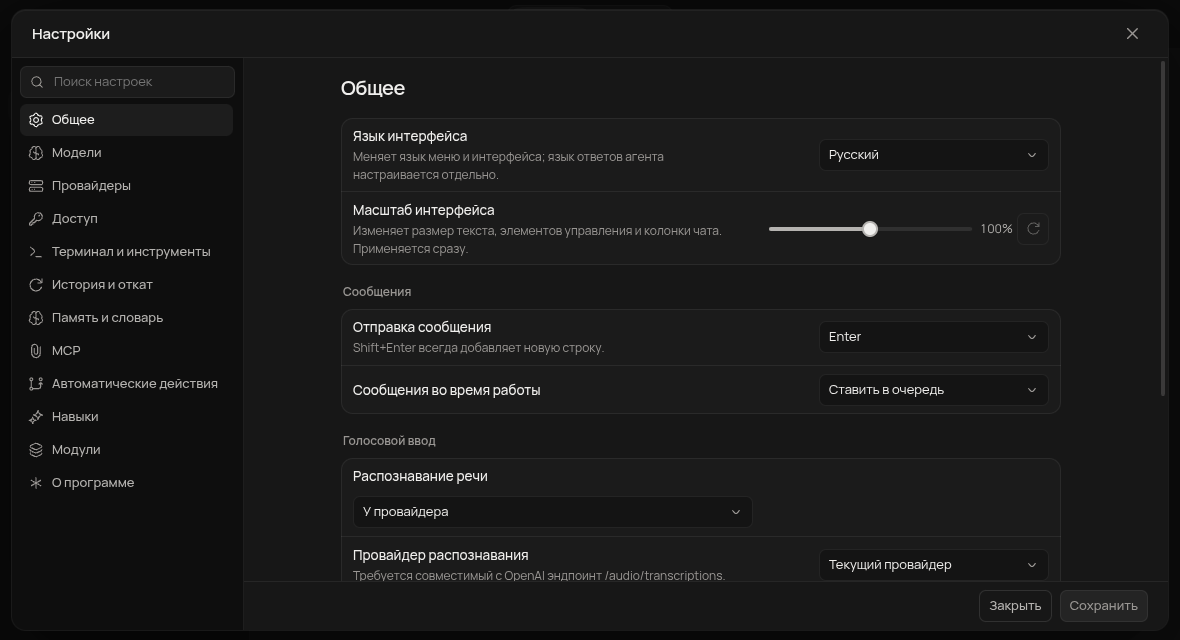 Настройки
Поиск настроек
Общее
Модели
Провайдеры
Доступ
Терминал и инструменты
История и откат
Память и словарь
MCP
Автоматические действия
Навыки
Модули
О программе
Общее
Язык интерфейса
Меняет язык меню и интерфейса; язык ответов агента
настраивается отдельно.
Русский
Масштаб интерфейса
Изменяет размер текста, элементов управления и колонки чата.
Применяется сразу.
100%
Сообщения
Отправка сообщения
Shift+Enter всегда добавляет новую строку.
Enter
Сообщения во время работы
Ставить в очередь
Голосовой ввод
Распознавание речи
У провайдера
Провайдер распознавания
Требуется совместимый с OpenAI эндпоинт /audio/transcriptions.
Текущий провайдер
Закрыть
Сохранить